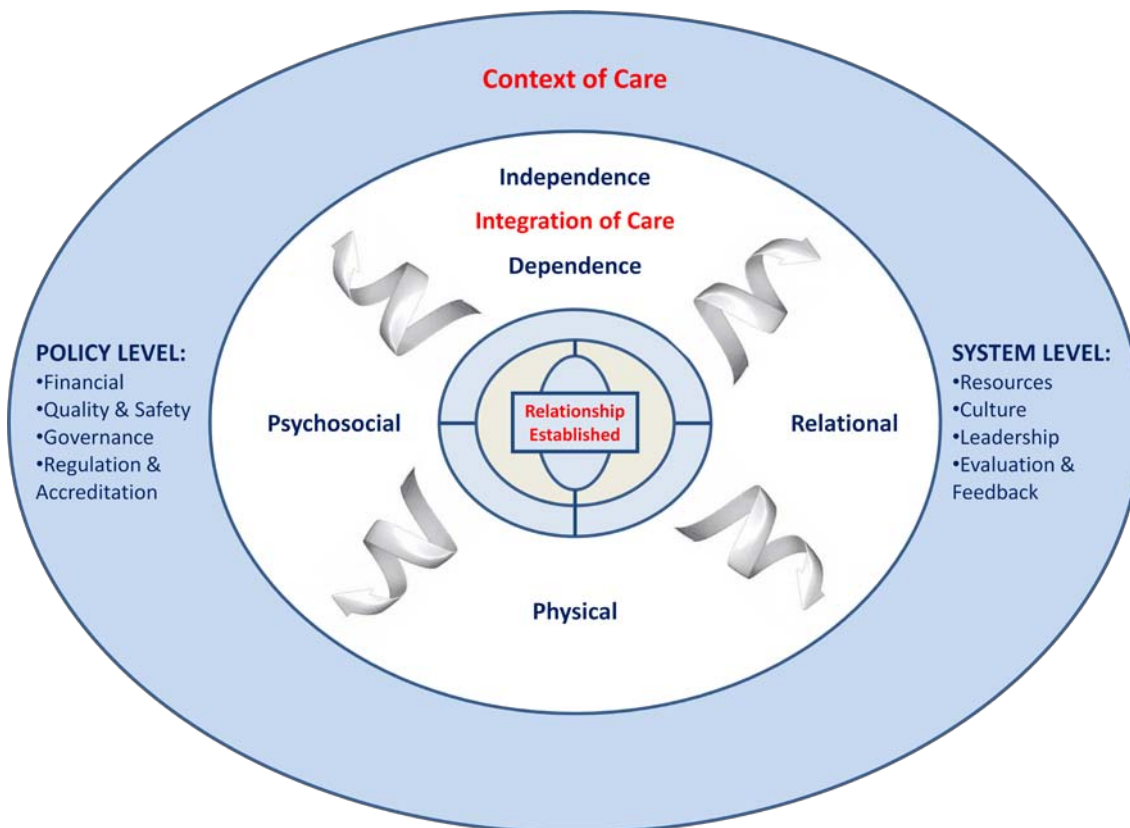 Context of Care
Independence
Integration of Care
Dependence
POLICY LEVEL:
•Financial
•Quality & Safety
•Governance
•Regulation &
Accreditation
Psychosocial
Relationship
Established
Relational
SYSTEM LEVEL:
•Resources
•Culture
•Leadership
•Evaluation &
Feedback
Physical